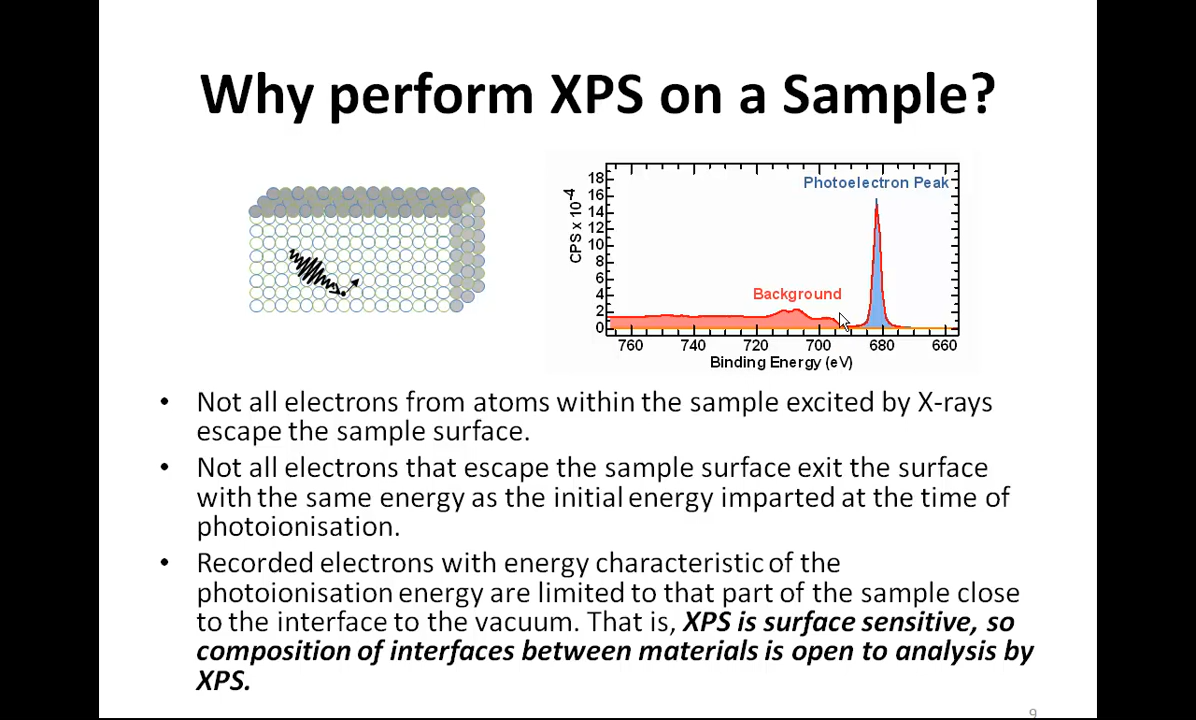 Why perform XPS on a Sample?
CPS x 10-4
18
16
14
12
10
8
6
4
2
0
Photoelectron Peak
Background
760 740 720 700 680 660
Binding Energy (eV)
• Not all electrons from atoms within the sample excited by X-rays
escape the sample surface.
• Not all electrons that escape the sample surface exit the surface
with the same energy as the initial energy imparted at the time of
photoionisation.
• Recorded electrons with energy characteristic of the
photoionisation energy are limited to that part of the sample close
to the interface to the vacuum. That is, XPS is surface sensitive, so
composition of interfaces between materials is open to analysis by
XPS.
9